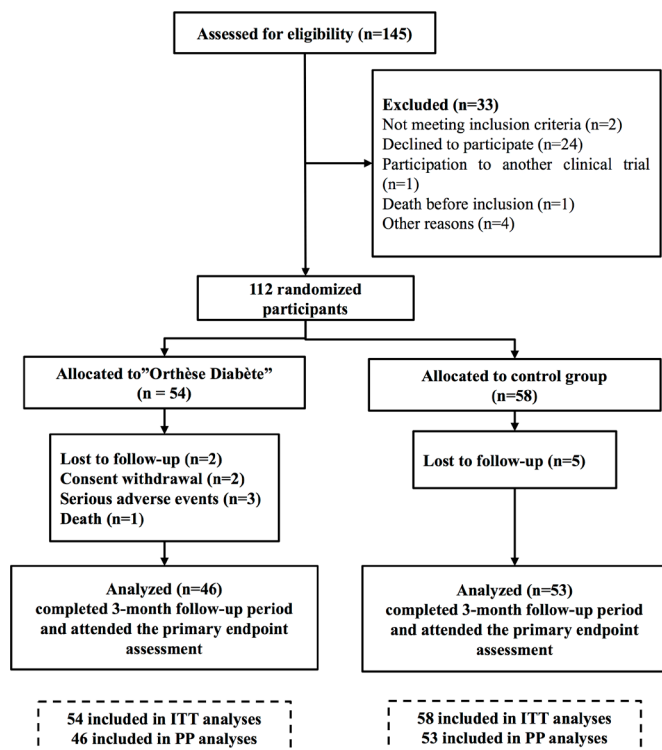 Assessed for eligibility (n=145)
Excluded (n=33)
Not meeting inclusion criteria (n=2)
Declined to participate (n=24)
Participation to another clinical trial
(n=1)
Death before inclusion (n=1)
Other reasons (n=4)
112 randomized
participants
Allocated to”Orthèse Diabète”
(n = 54)
Allocated to control group
(n=58)
Lost to follow-up (n=2)
Consent withdrawal (n=2)
Serious adverse events (n=3)
Death (n=1)
Lost to follow-up (n=5)
Analyzed (n=46)
completed 3-month follow-up period
and attended the primary endpoint
assessment
Analyzed (n=53)
completed 3-month follow-up period
and attended the primary endpoint
assessment
54 included in ITT analyses
46 included in PP analyses
58 included in ITT analyses
53 included in PP analyses